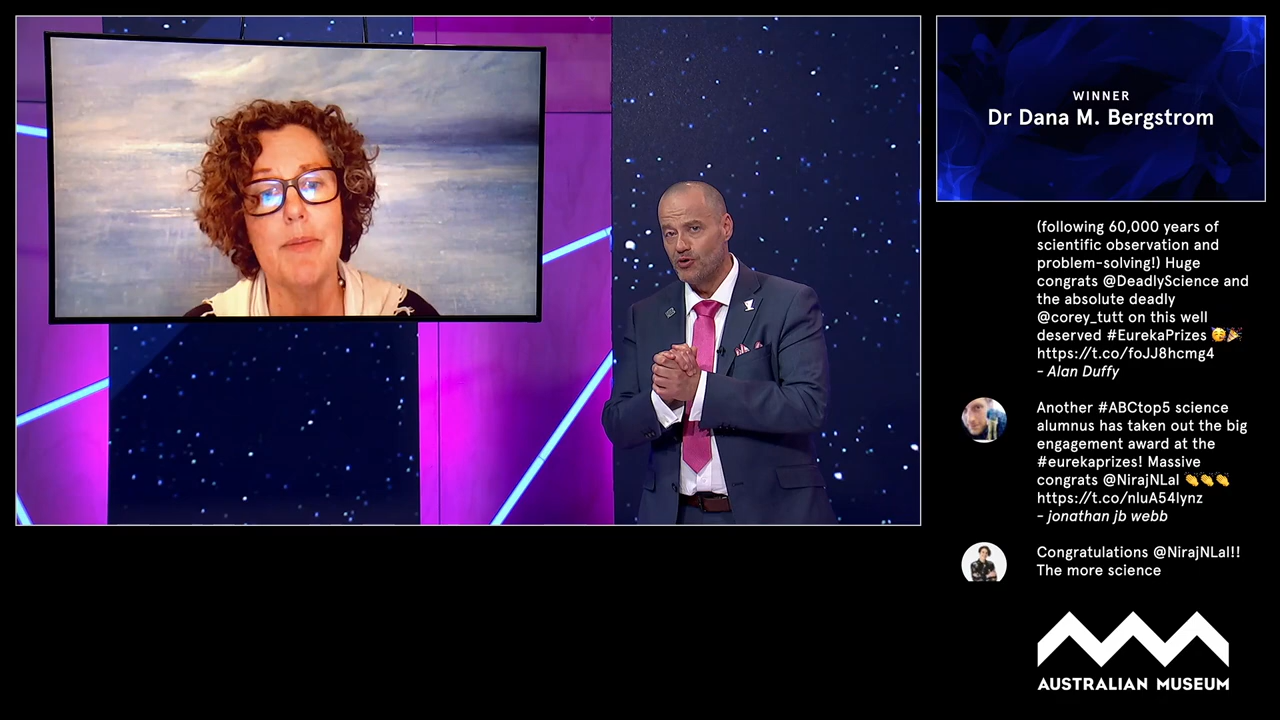 WINNER
Dr Dana M. Bergstrom
(following 60,000 years of
scientific observation and
problem-solving!) Huge
congrats @DeadlyScience and
the absolute deadly
@corey_tutt on this well
deserved #EurekaPrizes 🥳🎉
https://t.co/foJJ8hcmg4
- Alan Duffy
Another #ABCtop5 science
alumnus has taken out the big
engagement award at the
#eurekaprizes! Massive
congrats @NirajNLal 👏👏👏
https://t.co/nIuA54lynz
- jonathan jb webb
Congratulations @NirajNLal!!
The more science
AUSTRALIAN MUSEUM